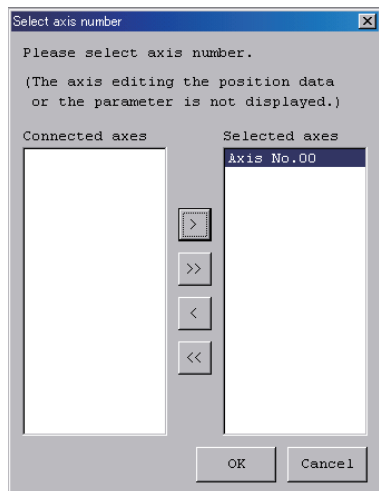 Select axis number
Please select axis number.
(The axis editing the position data
or the parameter is not displayed.)
Connected axes
Selected axes
Axis No.00
>
>>
<
<<
OK
Cancel